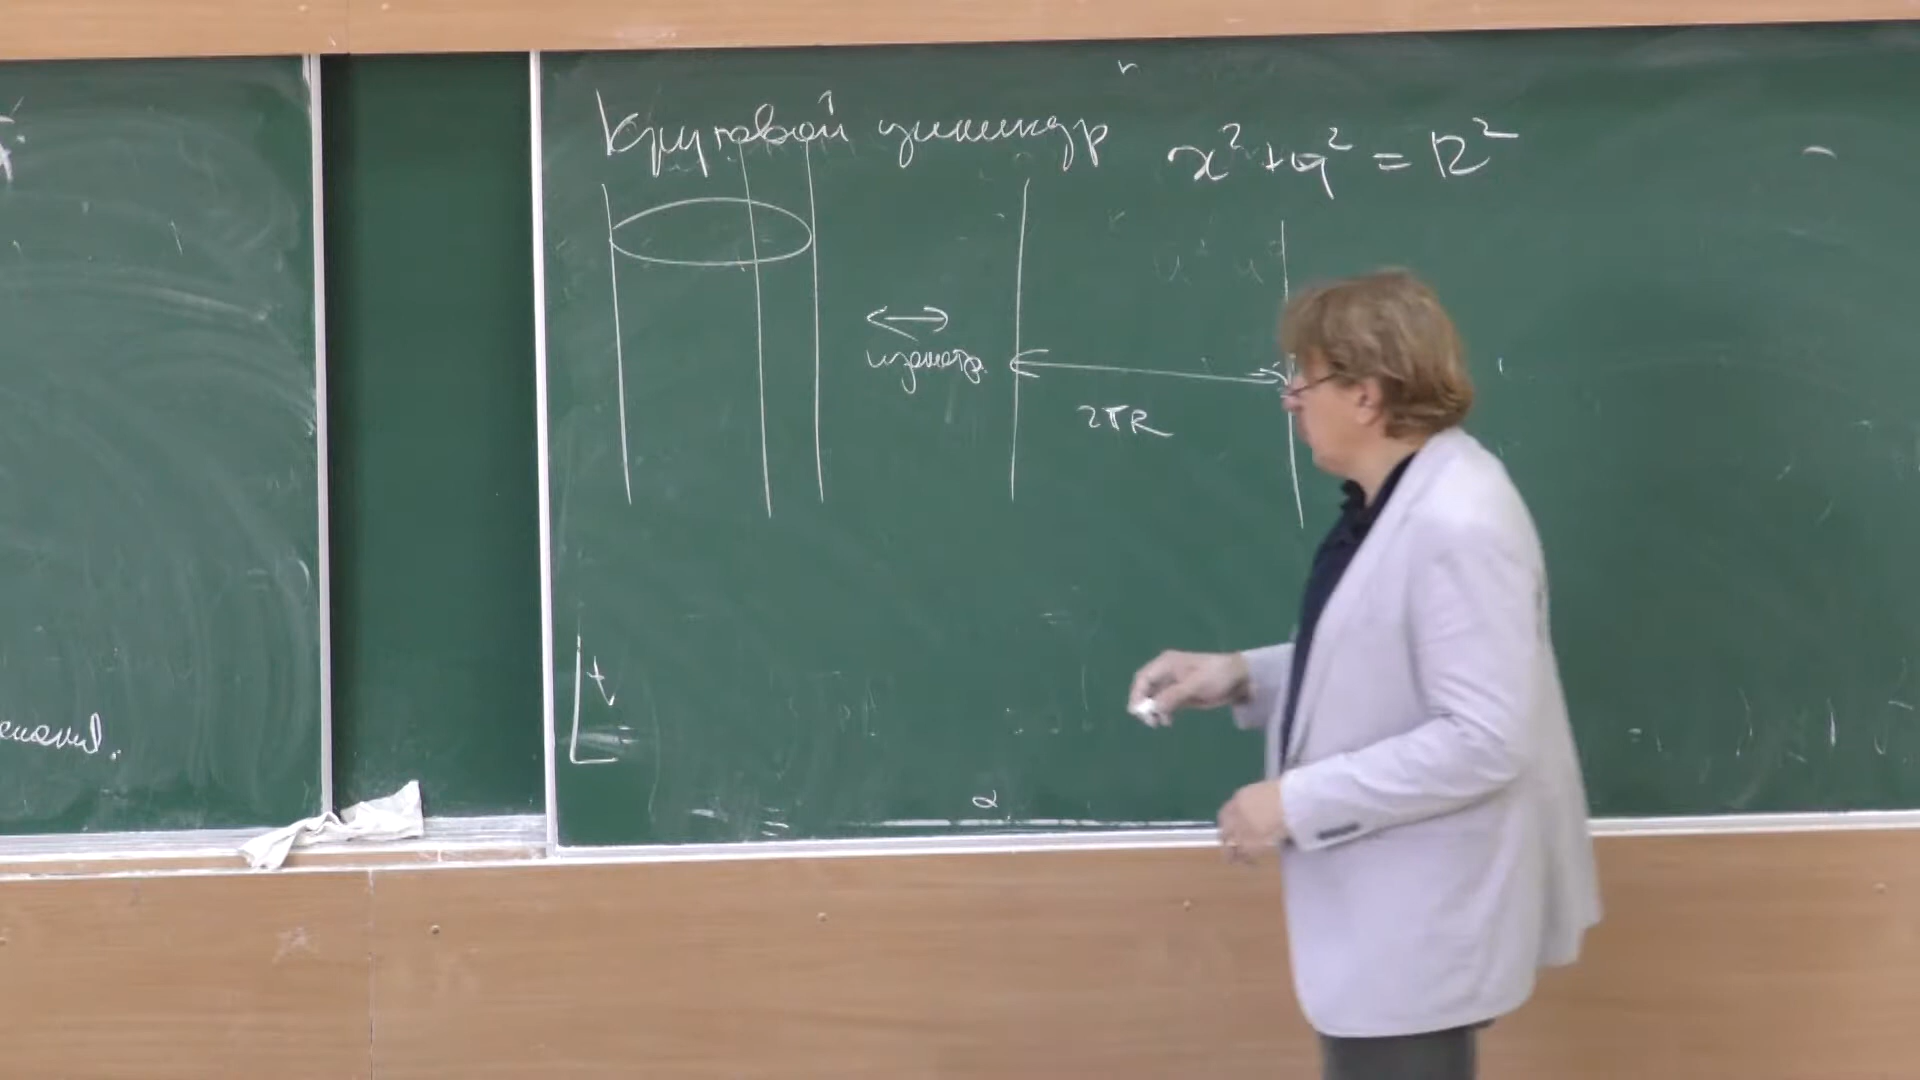 Круговой цилиндр x² + y² = R²
изометр.
2πR
t
α